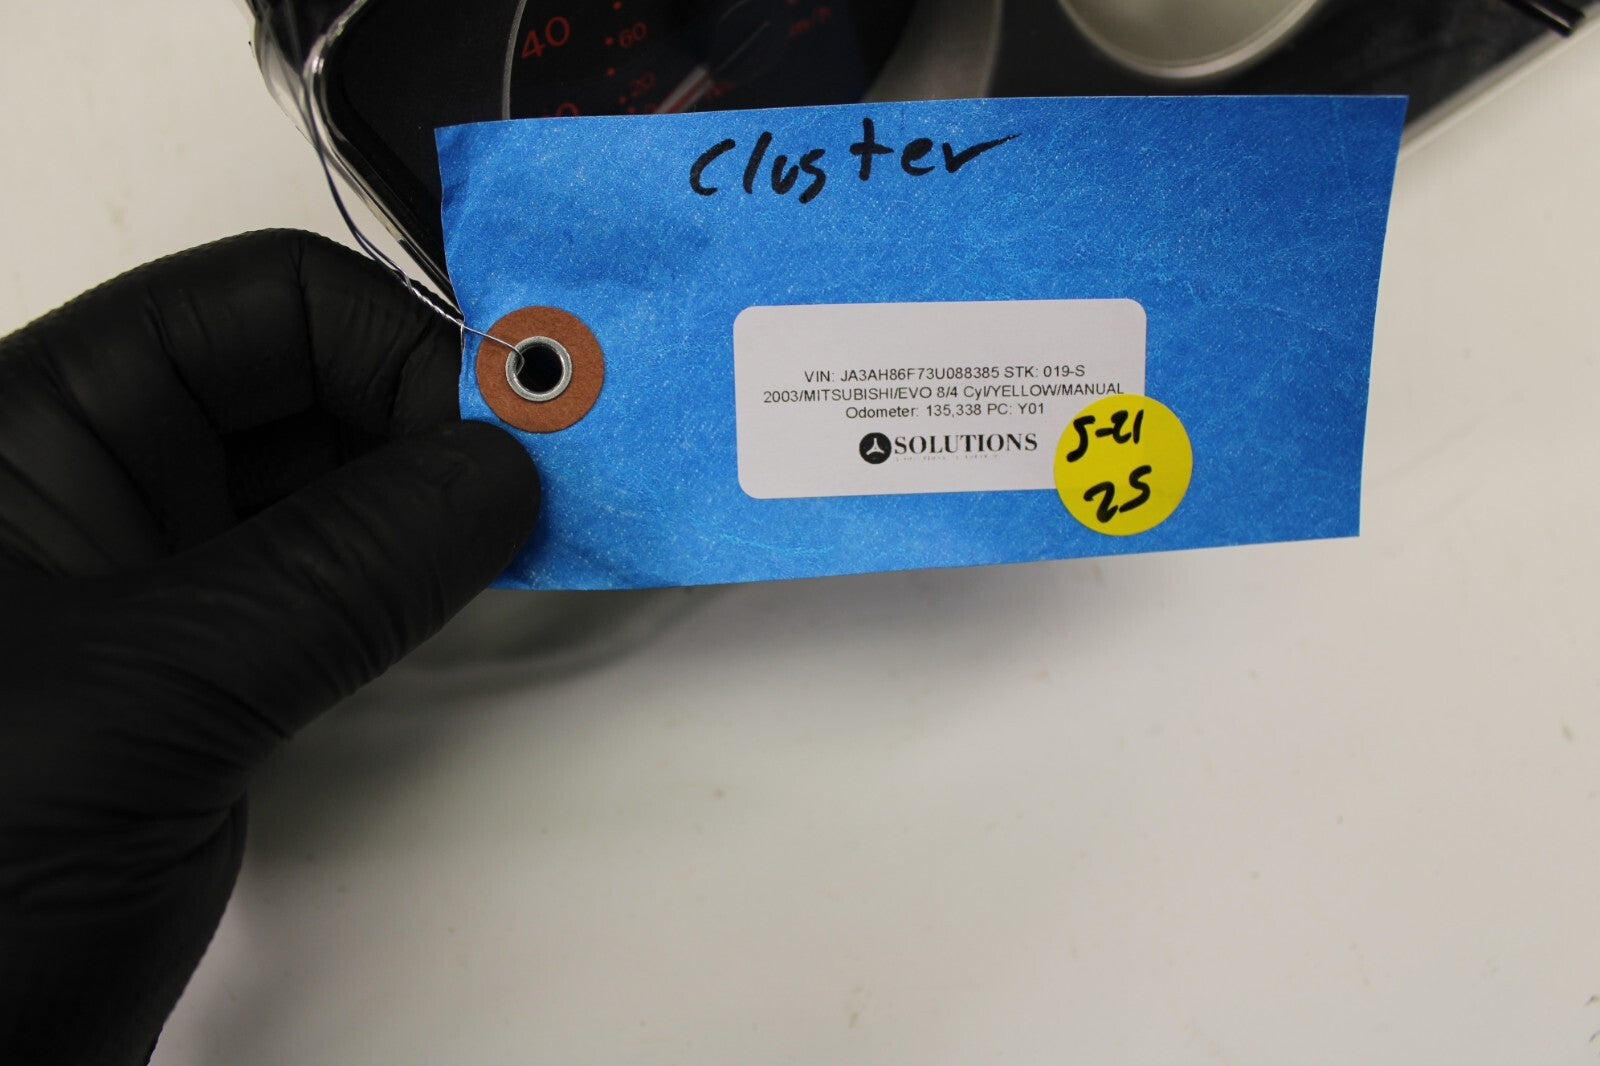 40
60
20
cluster
VIN: JA3AH86F73U088385 STK: 019-S
2003/MITSUBISHI/EVO 8/4 Cyl/YELLOW/MANUAL
Odometer: 135,338 PC: Y01
SOLUTIONS
5-21
25